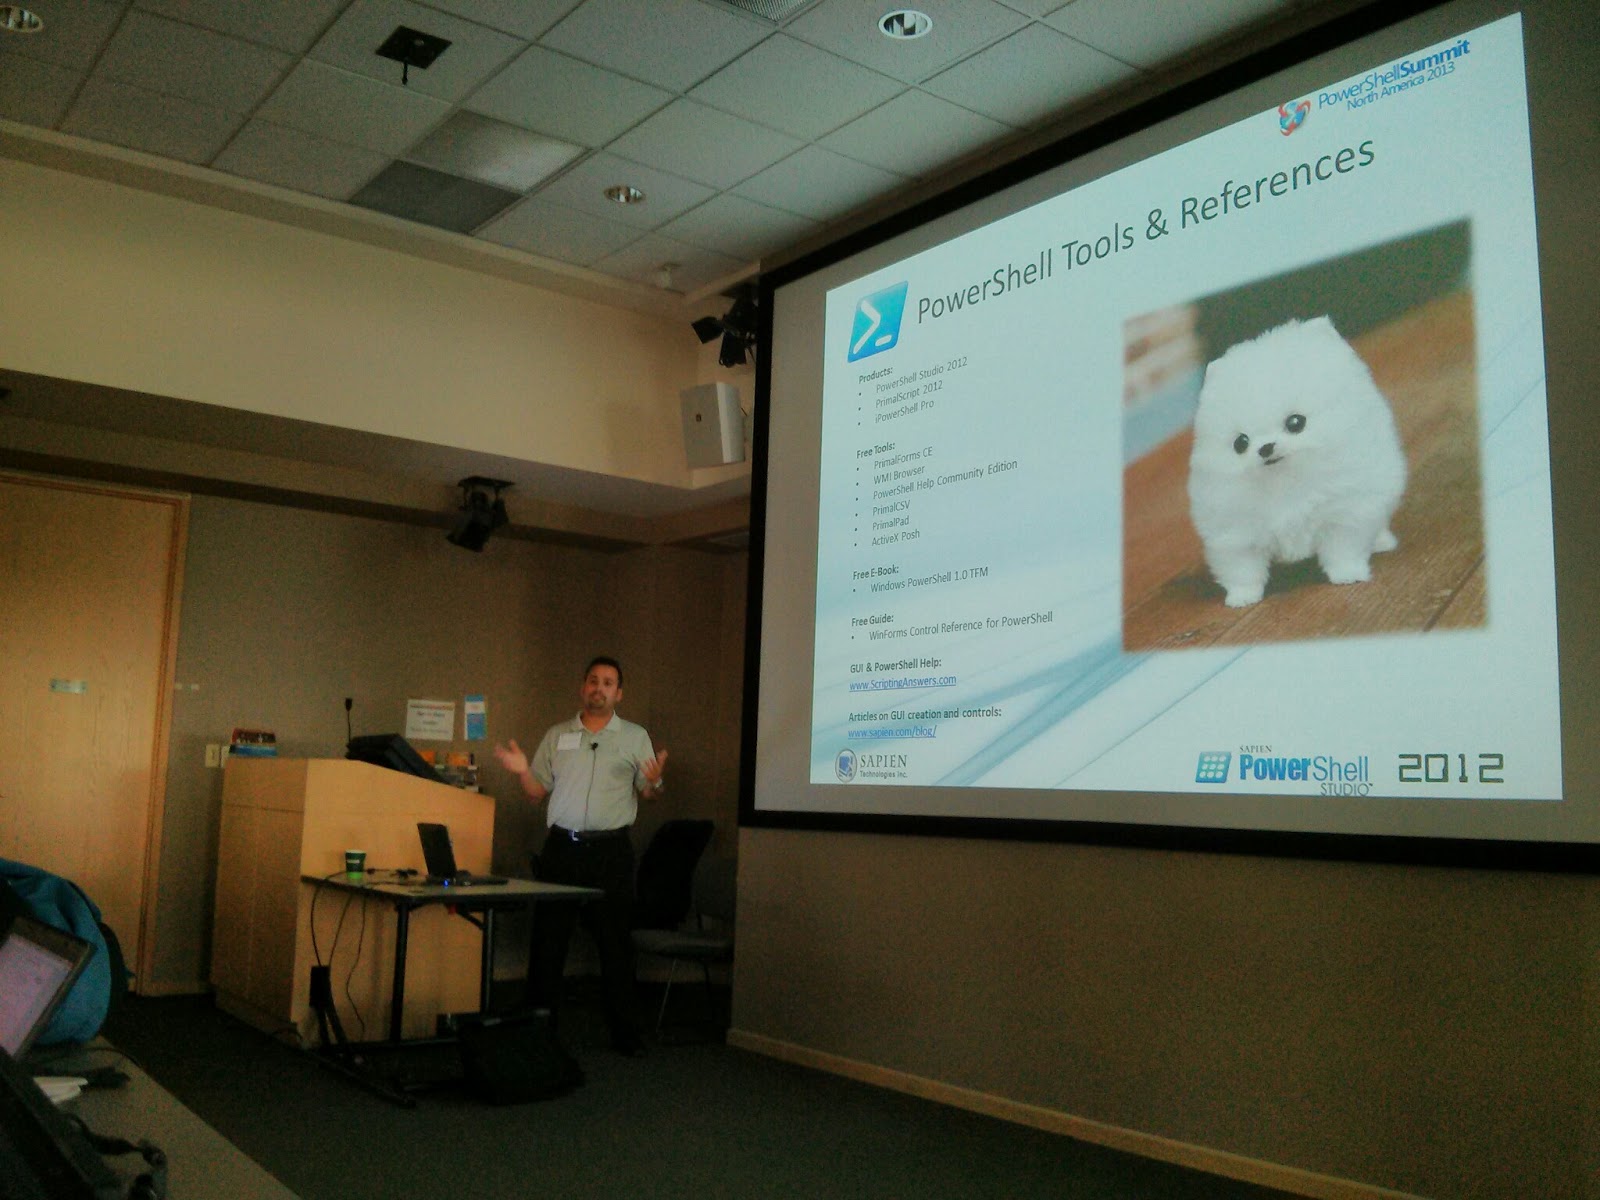 PowerShellSummit
North America 2013
PowerShell Tools & References
Products:
• PowerShell Studio 2012
• PrimalScript 2012
• iPowerShell Pro
Free Tools:
• PrimalForms CE
• WMI Browser
• PowerShell Help Community Edition
• PrimalCSV
• PrimalPad
• ActiveX Posh
Free E-Book:
• Windows PowerShell 1.0 TFM
Free Guide:
• WinForms Control Reference for PowerShell
GUI & PowerShell Help:
www.ScriptingAnswers.com
Articles on GUI creation and controls:
www.sapien.com/blog/
SAPIEN
Technologies Inc.
SAPIEN
PowerShell
STUDIO™
2012